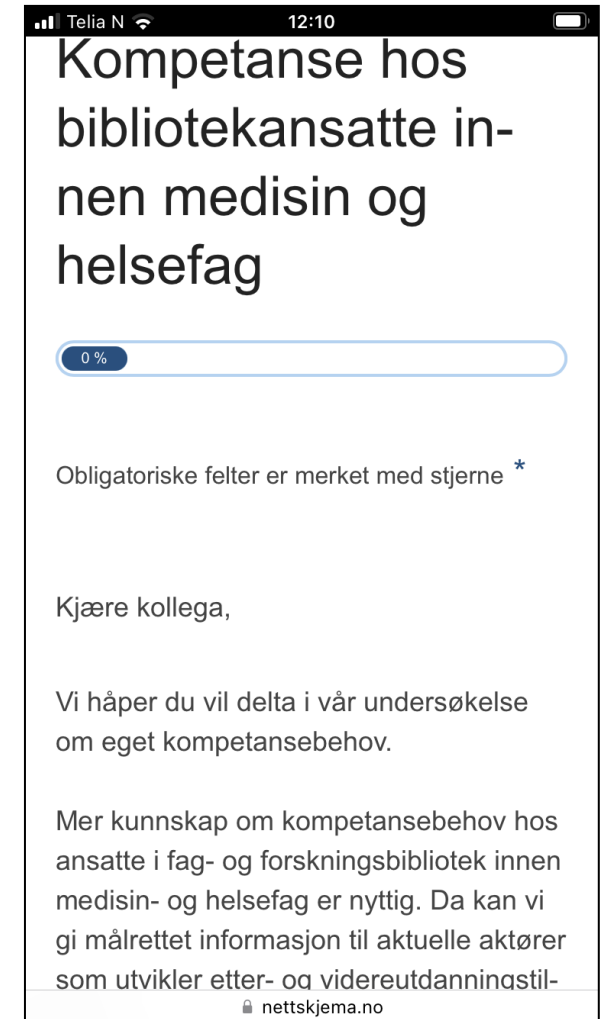 Telia N 12:10
Kompetanse hos
bibliotekansatte in-
nen medisin og
helsefag
0 %
Obligatoriske felter er merket med stjerne *
Kjære kollega,
Vi håper du vil delta i vår undersøkelse
om eget kompetansebehov.
Mer kunnskap om kompetansebehov hos
ansatte i fag- og forskningsbibliotek innen
medisin- og helsefag er nyttig. Da kan vi
gi målrettet informasjon til aktuelle aktører
som utvikler etter- og videreutdanningstil-
nettskjema.no